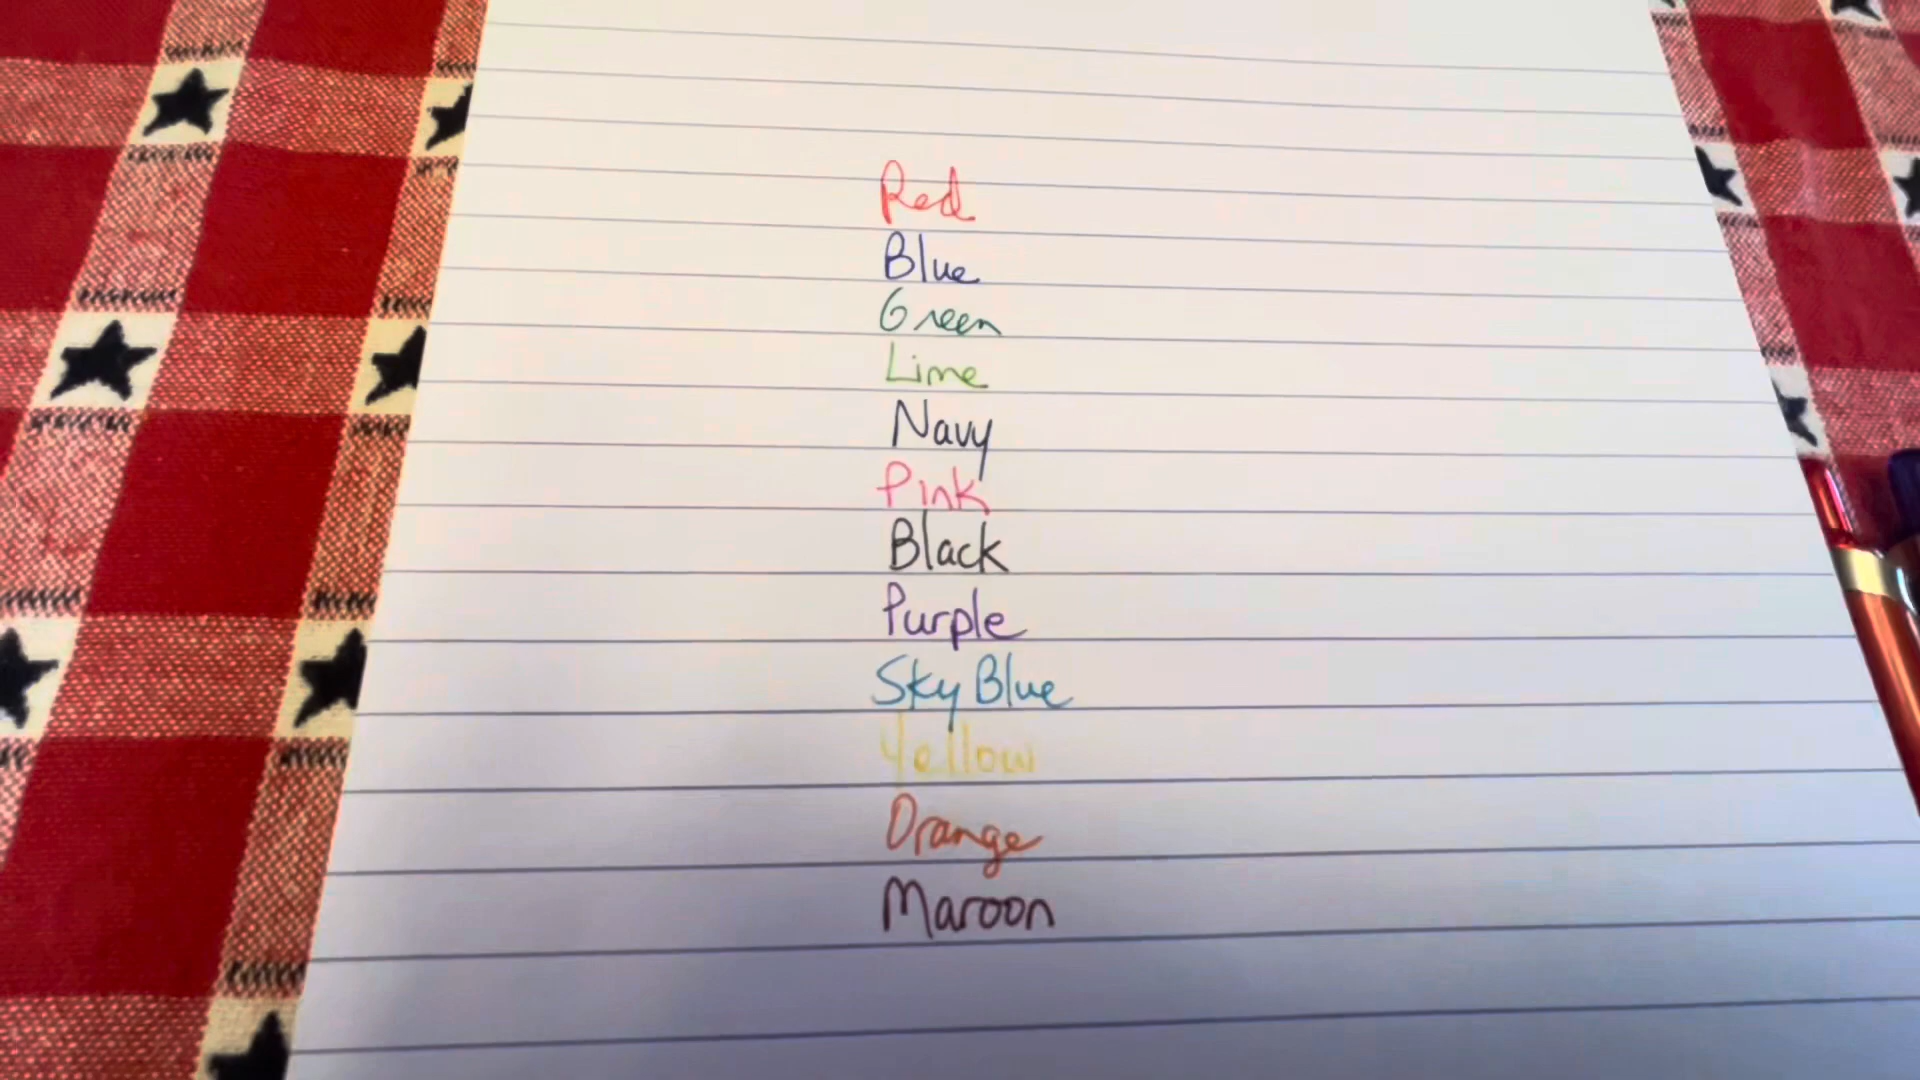 Red
Blue
Green
Lime
Navy
Pink
Black
Purple
Sky Blue
Yellow
Orange
Maroon